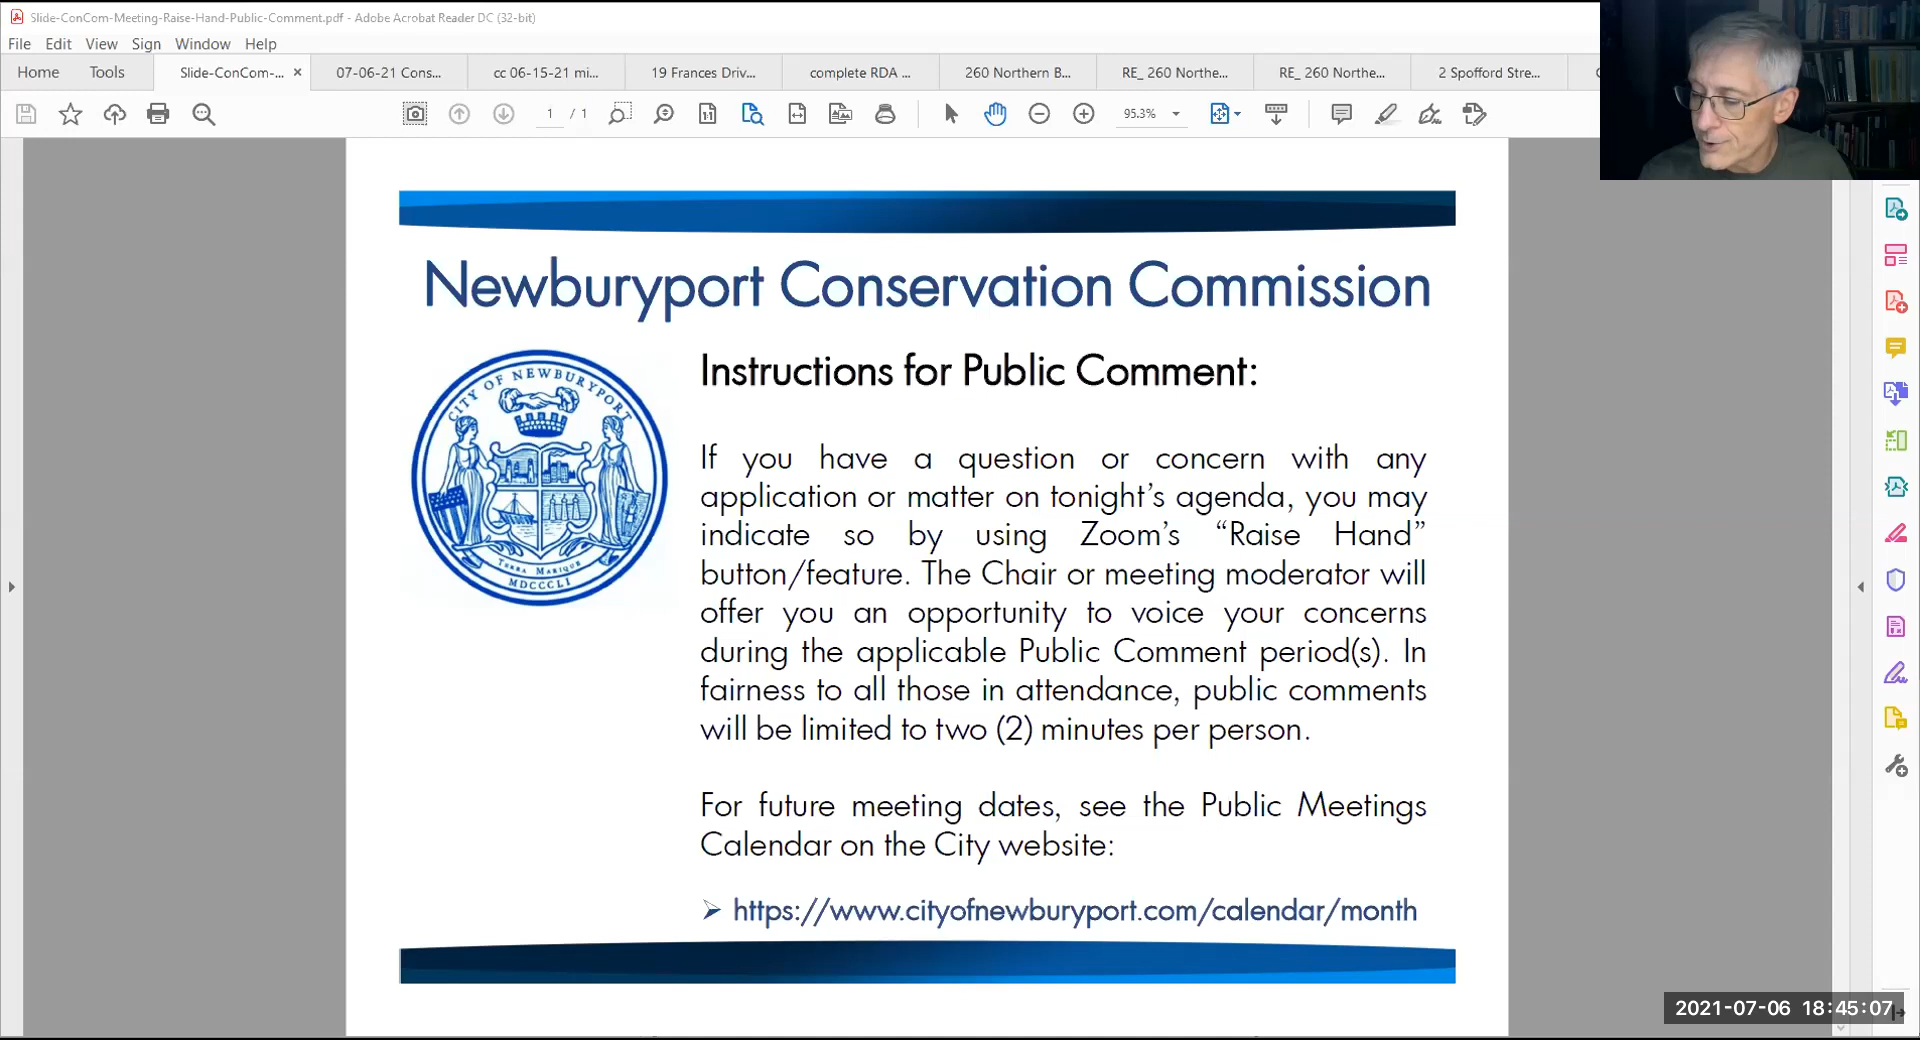 Slide-ConCom-Meeting-Raise-Hand-Public-Comment.pdf - Adobe Acrobat Reader DC (32-bit)
File Edit View Sign Window Help
Home Tools Slide-ConCom-... × 07-06-21 Cons... cc 06-15-21 mi... 19 Frances Driv... complete RDA ... 260 Northern B... RE_ 260 Northe... RE_ 260 Northe... 2 Spofford Stre...
1 / 1 95.3%
Newburyport Conservation Commission
CITY OF NEWBURYPORT
TERRA MARIQUE
MDCCCLI
Instructions for Public Comment:
If you have a question or concern with any
application or matter on tonight’s agenda, you may
indicate so by using Zoom’s “Raise Hand”
button/feature. The Chair or meeting moderator will
offer you an opportunity to voice your concerns
during the applicable Public Comment period(s). In
fairness to all those in attendance, public comments
will be limited to two (2) minutes per person.
For future meeting dates, see the Public Meetings
Calendar on the City website:
➢ https://www.cityofnewburyport.com/calendar/month
2021-07-06 18:45:07